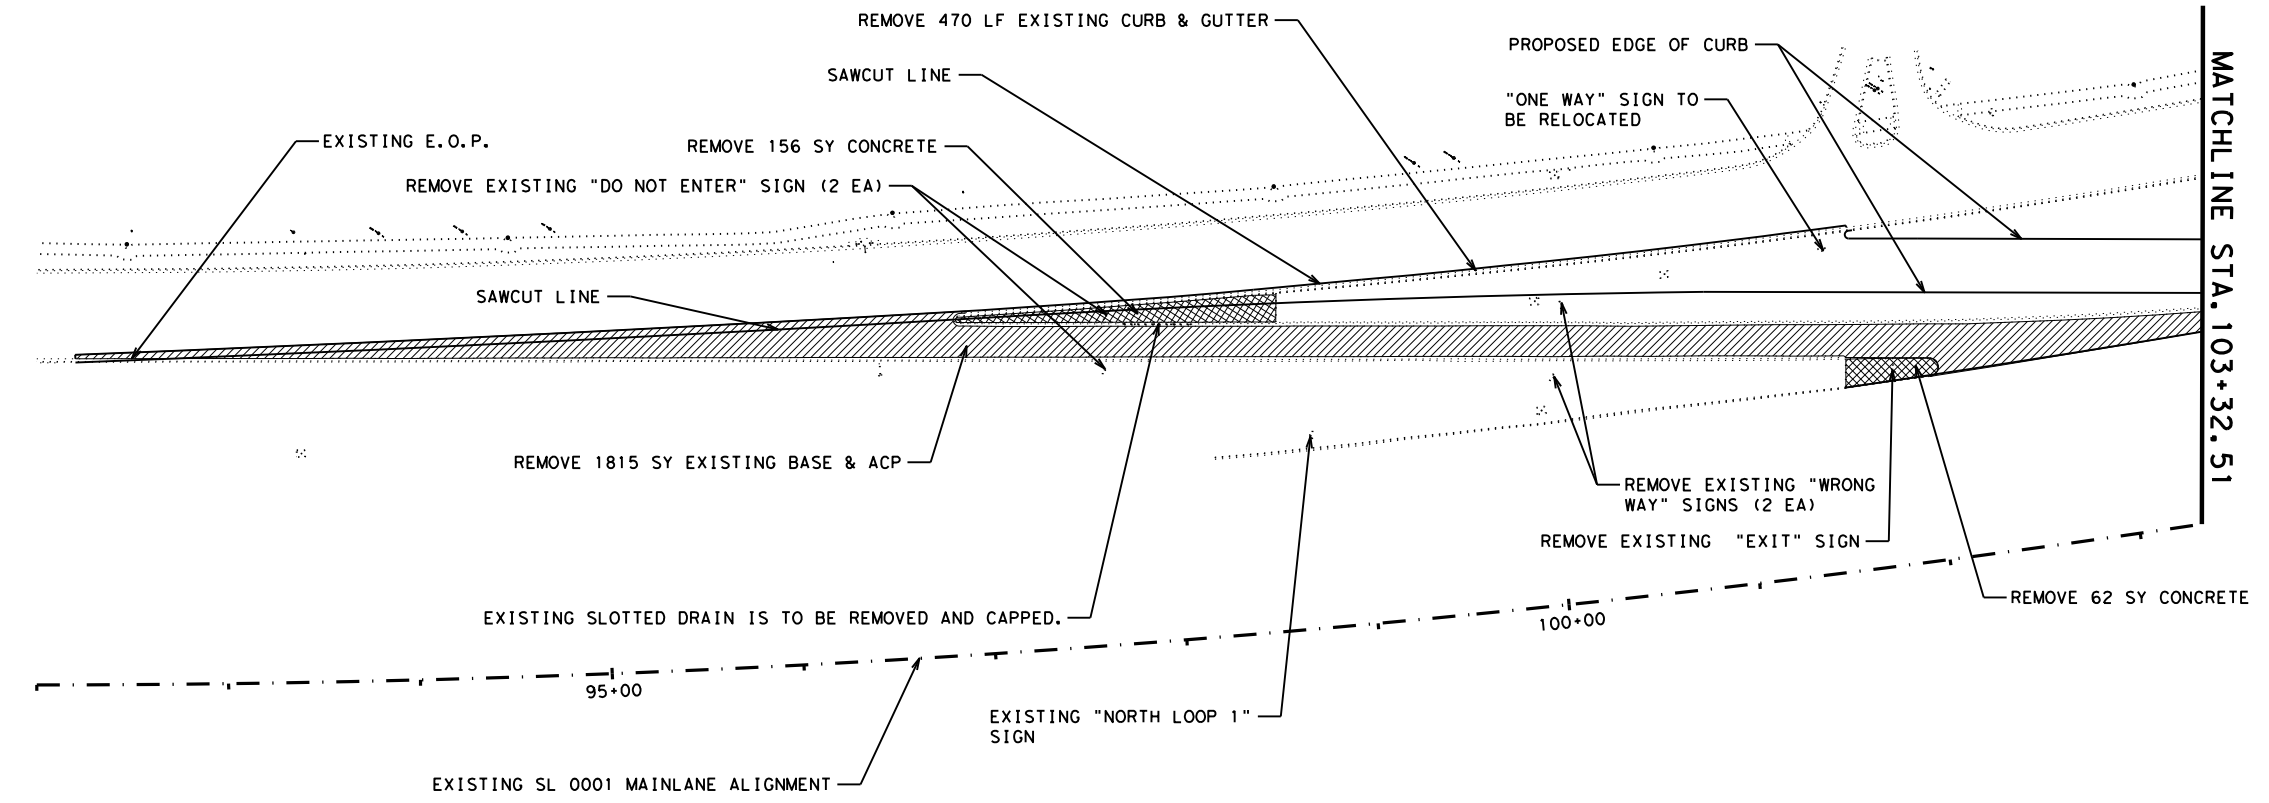 REMOVE 470 LF EXISTING CURB & GUTTER
PROPOSED EDGE OF CURB
SAWCUT LINE
"ONE WAY" SIGN TO
BE RELOCATED
EXISTING E.O.P.
REMOVE 156 SY CONCRETE
REMOVE EXISTING "DO NOT ENTER" SIGN (2 EA)
SAWCUT LINE
MATCHLINE STA. 103+32.51
REMOVE 1815 SY EXISTING BASE & ACP
REMOVE EXISTING "WRONG
WAY" SIGNS (2 EA)
REMOVE EXISTING "EXIT" SIGN
REMOVE 62 SY CONCRETE
EXISTING SLOTTED DRAIN IS TO BE REMOVED AND CAPPED.
100+00
95+00
EXISTING "NORTH LOOP 1"
SIGN
EXISTING SL 0001 MAINLANE ALIGNMENT